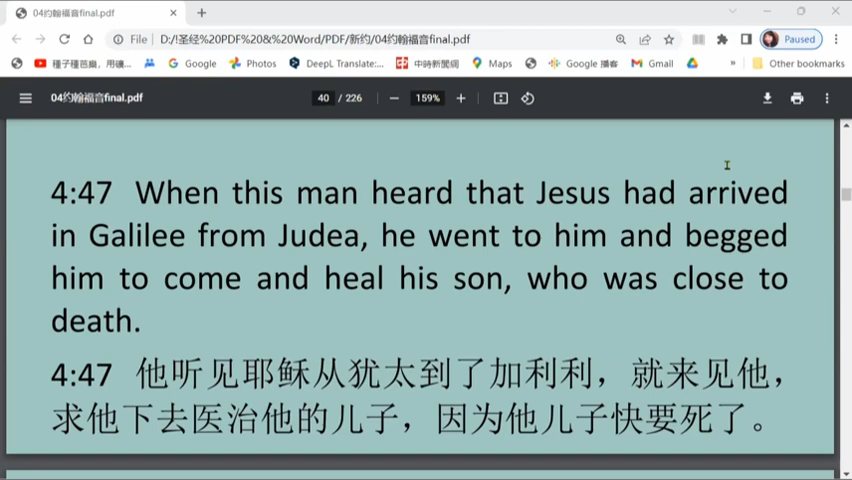 04约翰福音final.pdf
File
D:/!圣经%20PDF%20&%20Word/PDF/新约/04约翰福音final.pdf
Paused
種子種芭樂，用礦...
Google
Photos
DeepL Translate:...
中時新聞網
Maps
Google 播客
Gmail
»
Other bookmarks
04约翰福音final.pdf
40 / 226
159%
4:47 When this man heard that Jesus had arrived
in Galilee from Judea, he went to him and begged
him to come and heal his son, who was close to
death.
4:47 他听见耶稣从犹太到了加利利，就来见他，
求他下去医治他的儿子，因为他儿子快要死了。